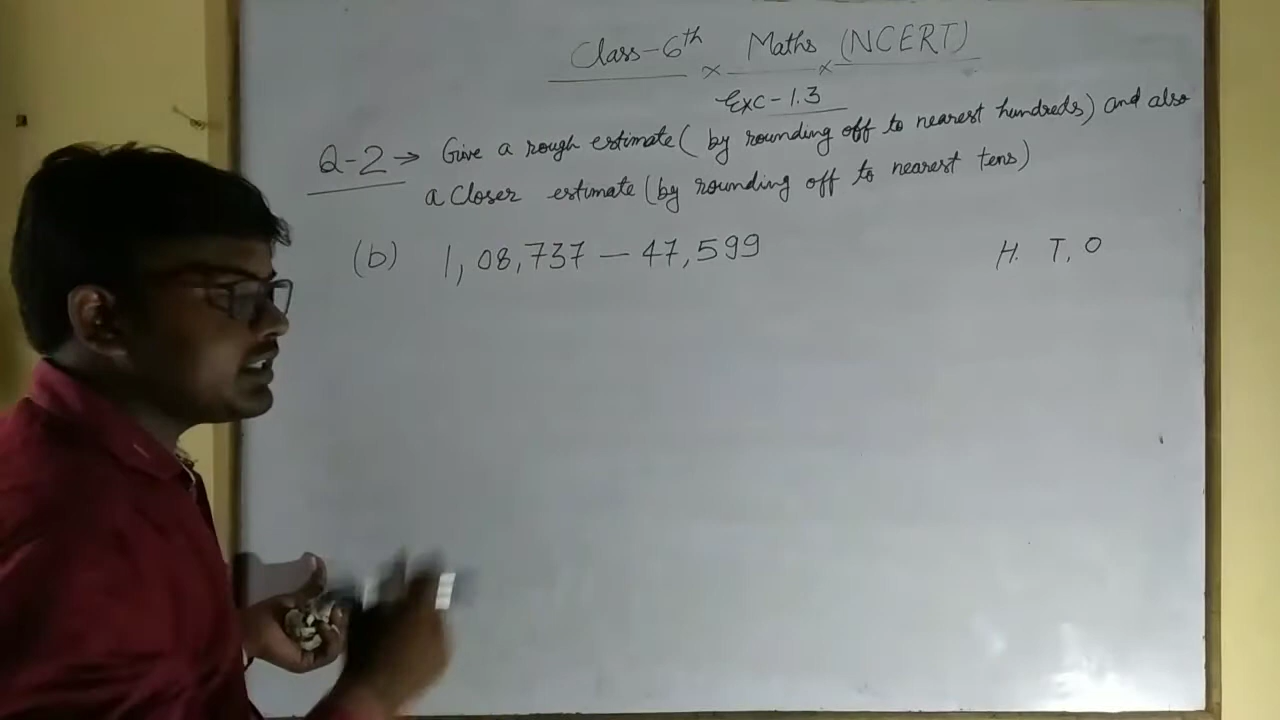 Class-6th × Maths × (NCERT)
Exc-1.3
Q-2→ Give a rough estimate (by rounding off to nearest hundreds) and also
a closer estimate (by rounding off to nearest tens)
(b) 1,08,737 — 47,599 H. T, O